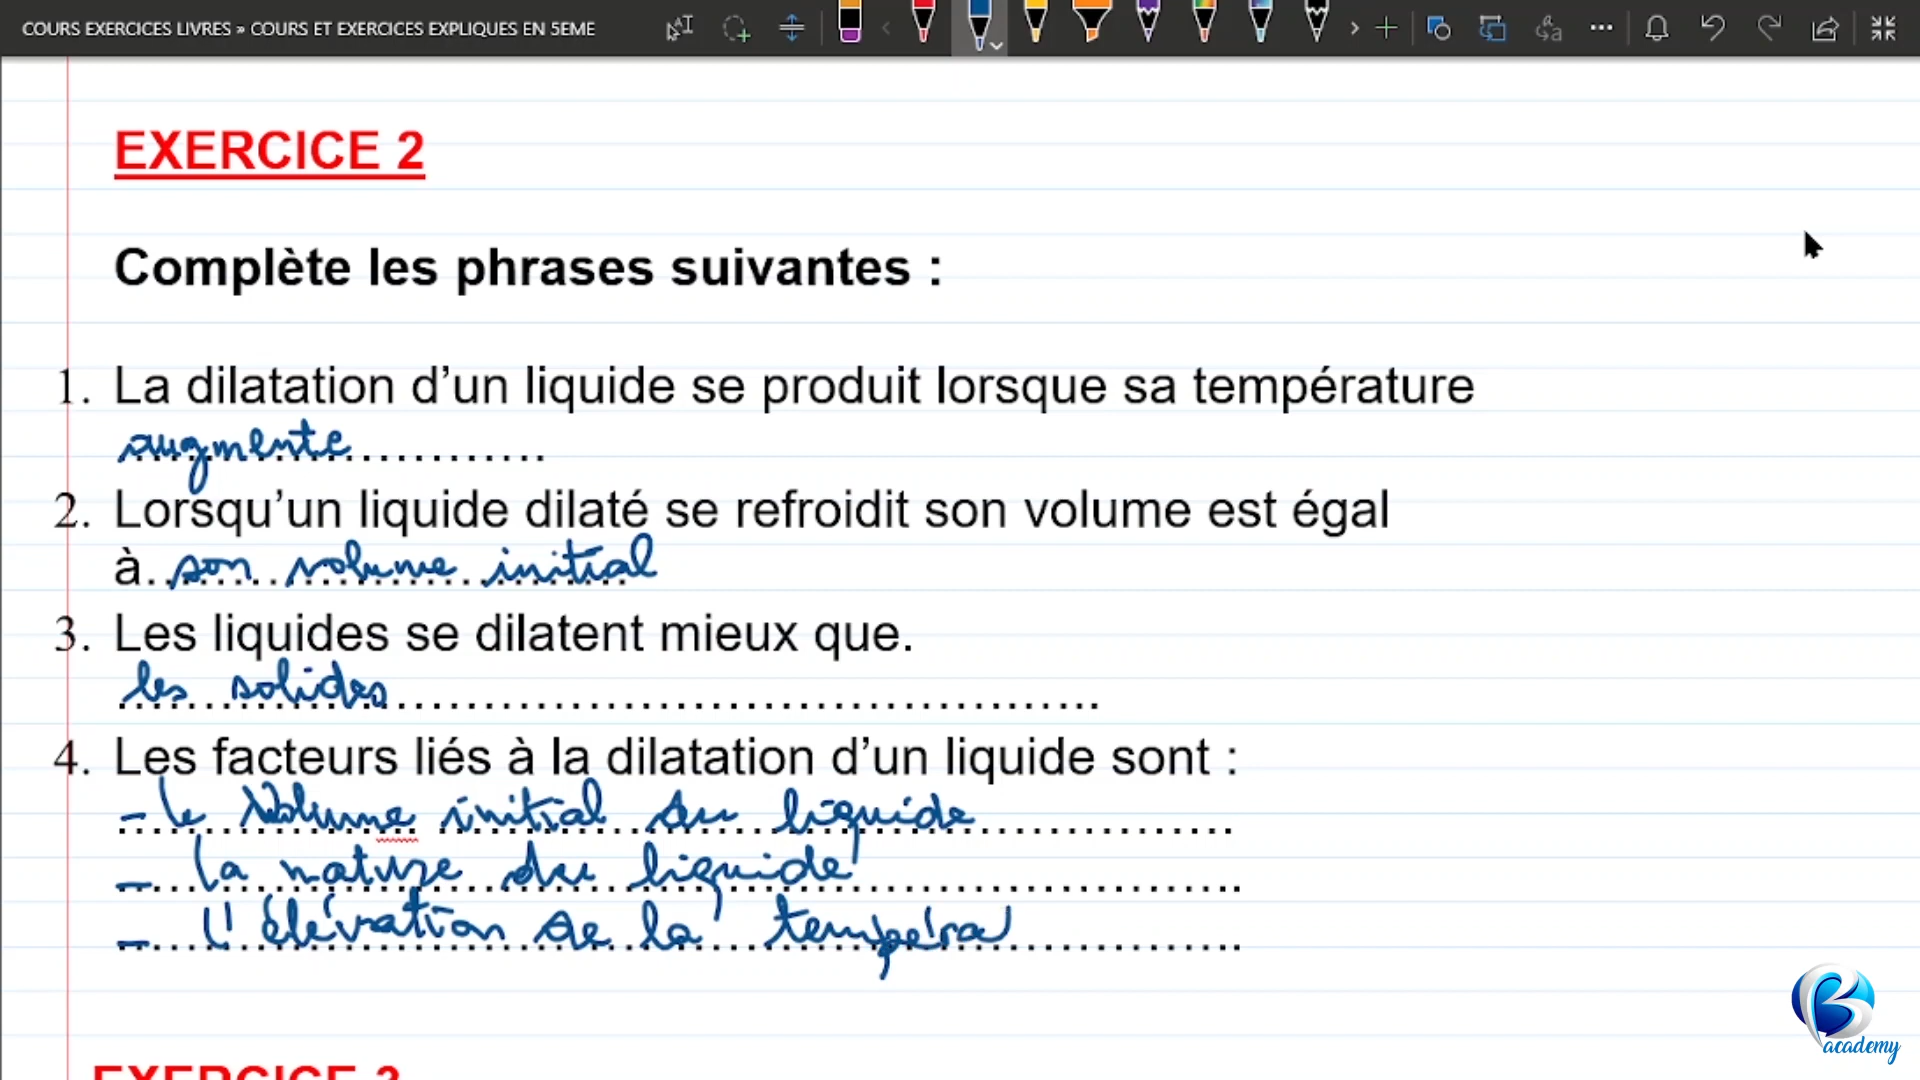 COURS EXERCICES LIVRES » COURS ET EXERCICES EXPLIQUES EN 5EME
EXERCICE 2
Complète les phrases suivantes :
1. La dilatation d’un liquide se produit lorsque sa température
augmente....................
2. Lorsqu’un liquide dilaté se refroidit son volume est égal
à. son volume initial
3. Les liquides se dilatent mieux que.
les solides..........................................
4. Les facteurs liés à la dilatation d’un liquide sont :
- le volume initial du liquide..................
- la nature du liquide..........................
- l'élévation de la tempéra..................
EXERCICE 3
B academy